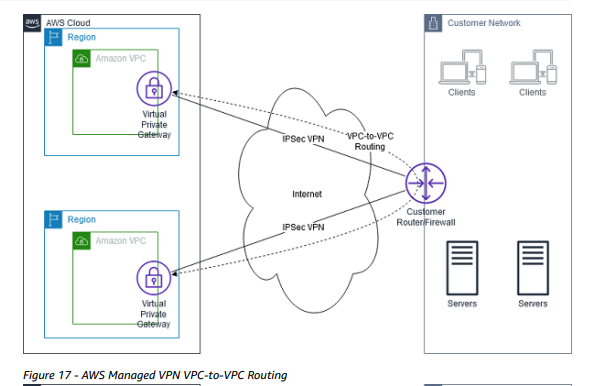 aws
AWS Cloud
Region
Amazon VPC
Virtual
Private
Gateway
Region
Amazon VPC
Virtual
Private
Gateway
IPSec VPN
VPC-to-VPC
Routing
Internet
IPSec VPN
Customer Network
Clients
Clients
Customer
Router/Firewall
Servers
Servers
Figure 17 - AWS Managed VPN VPC-to-VPC Routing